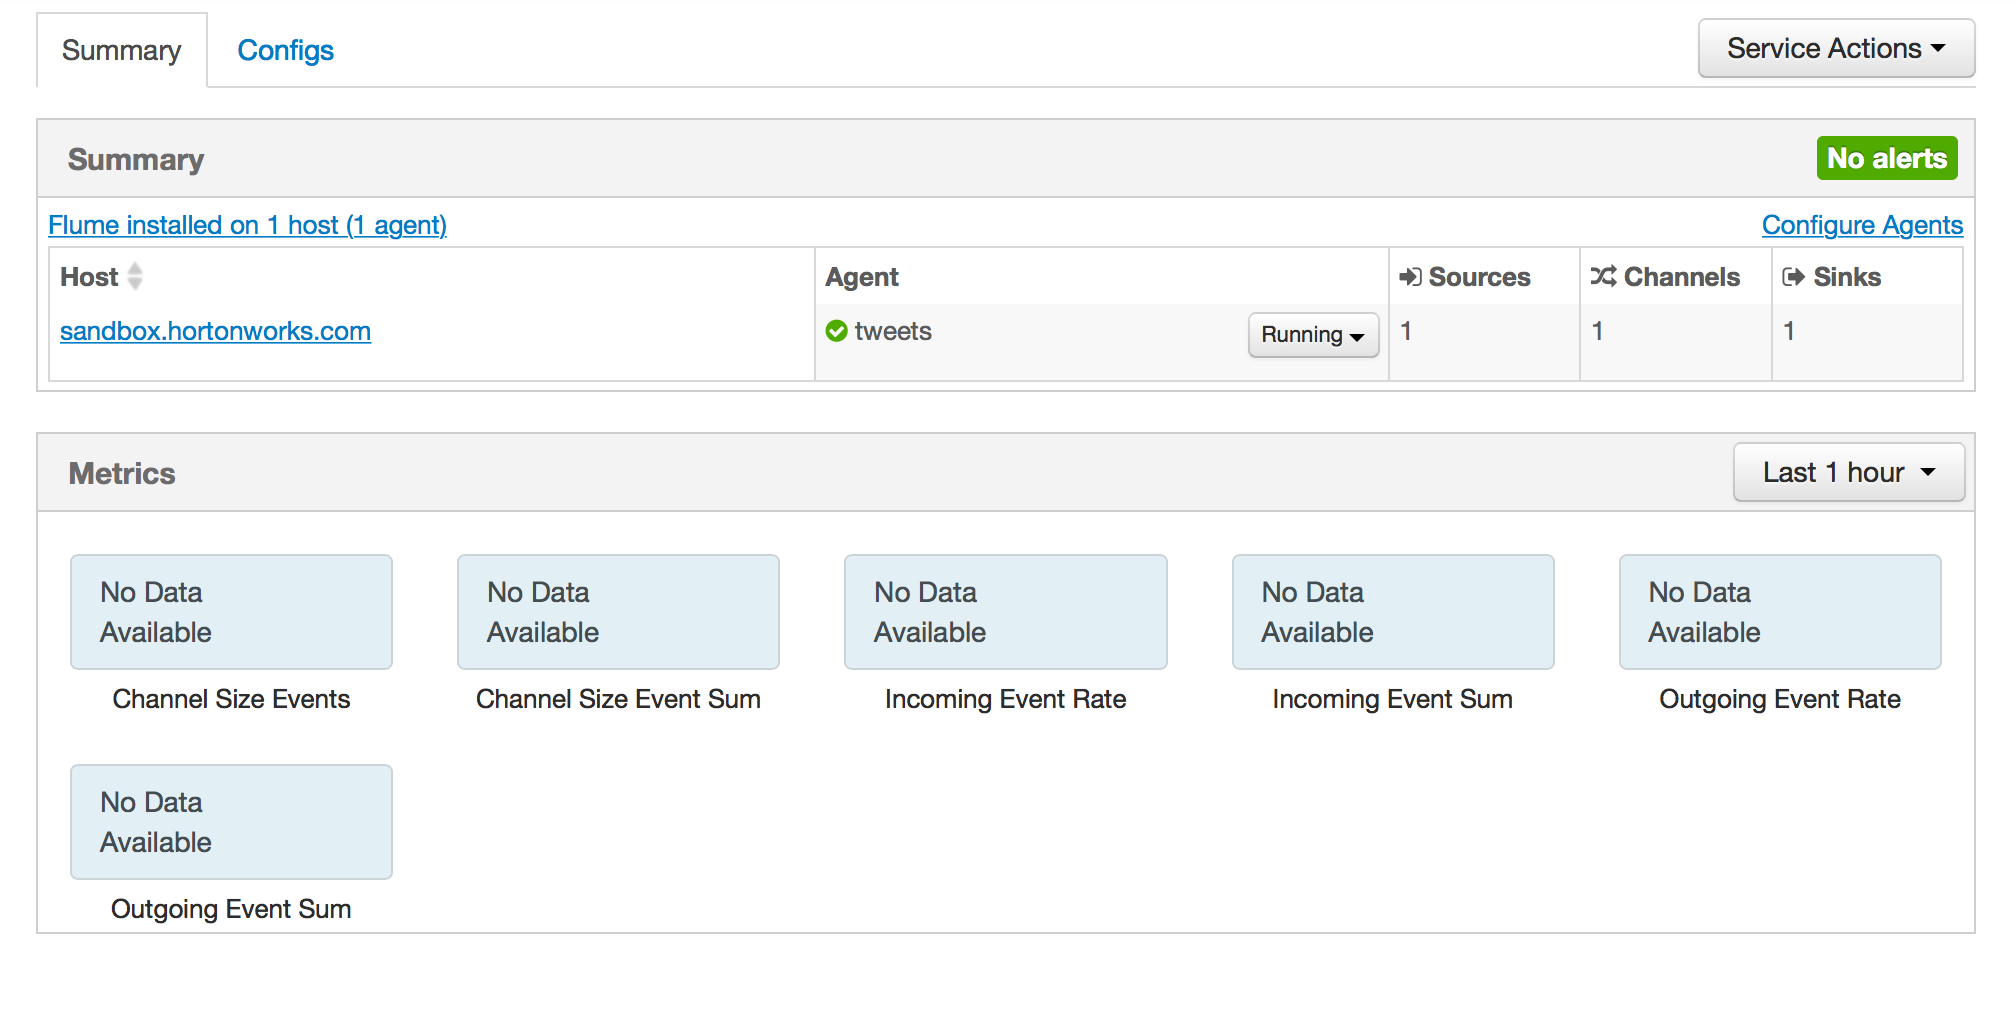 Summary Configs Service Actions
Summary No alerts
Flume installed on 1 host (1 agent) Configure Agents
Host Agent Sources Channels Sinks
sandbox.hortonworks.com tweets Running 1 1 1
Metrics Last 1 hour
No Data No Data No Data No Data No Data
Available Available Available Available Available
Channel Size Events Channel Size Event Sum Incoming Event Rate Incoming Event Sum Outgoing Event Rate
No Data
Available
Outgoing Event Sum